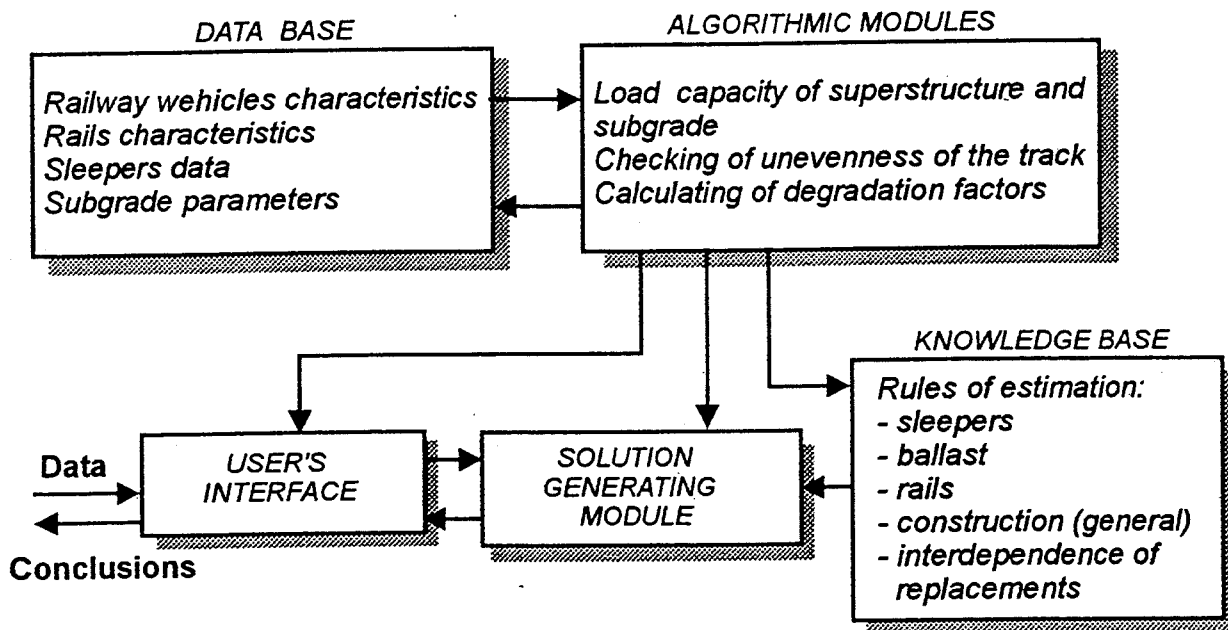 DATA BASE
Railway wehicles characteristics
Rails characteristics
Sleepers data
Subgrade parameters
ALGORITHMIC MODULES
Load capacity of superstructure and
subgrade
Checking of unevenness of the track
Calculating of degradation factors
KNOWLEDGE BASE
Rules of estimation:
- sleepers
- ballast
- rails
- construction (general)
- interdependence of
replacements
Data
Conclusions
USER'S
INTERFACE
SOLUTION
GENERATING
MODULE